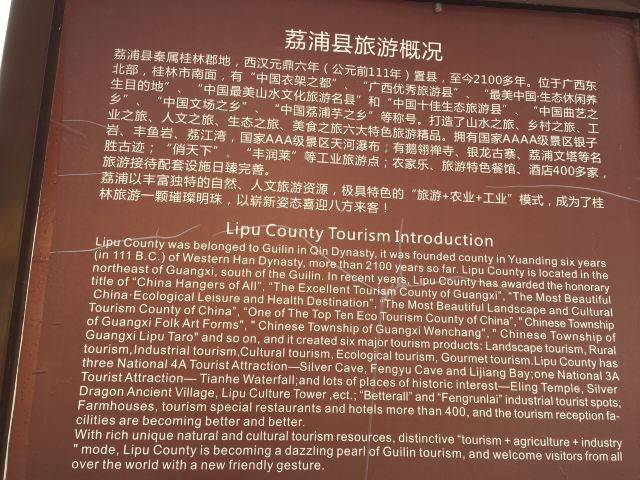 荔浦县旅游概况
荔浦县秦属桂林郡地，西汉元鼎六年（公元前111年）置县，至今2100多年。位于广西东
北部，桂林市南面，有“中国衣架之都”、“广西优秀旅游县”、“最美中国·生态休闲养
生目的地”、“中国最美山水文化旅游名县”和“中国十佳生态旅游县”、“中国曲艺之
乡”、“中国文场之乡”、“中国荔浦芋之乡”等称号。打造了山水之旅、乡村之旅、工
业之旅、人文之旅、生态之旅、美食之旅六大特色旅游精品。拥有国家AAAA级景区银子
岩、丰鱼岩、荔江湾，国家AAA级景区天河瀑布；有鹅翎禅寺、银龙古寨、荔浦文塔等名
胜古迹；“俏天下”、“丰润莱”等工业旅游点；农家乐、旅游特色餐馆、酒店400多家，
旅游接待配套设施日臻完善。
荔浦以丰富独特的自然、人文旅游资源，极具特色的“旅游+农业+工业”模式，成为了桂
林旅游一颗璀璨明珠，以崭新姿态喜迎八方来客！
Lipu County Tourism Introduction
Lipu County was belonged to Guilin in Qin Dynasty, it was founded county in Yuanding six years
(in 111 B.C.) of Western Han Dynasty, more than 2100 years so far. Lipu County is located in the
northeast of Guangxi, south of the Guilin. In recent years, Lipu County has awarded the honorary
title of “China Hangers of All”, “The Excellent Tourism County of Guangxi”, “The Most Beautiful
China·Ecological Leisure and Health Destination”, “The Most Beautiful Landscape and Cultural
Tourism County of China”, “One of The Top Ten Eco Tourism County of China”, “ Chinese Township
of Guangxi Folk Art Forms”, “ Chinese Township of Guangxi Wenchang”, “ Chinese Township of
Guangxi Lipu Taro” and so on, and it created six major tourism products: Landscape tourism, Rural
tourism,Industrial tourism,Cultural tourism, Ecological tourism, Gourmet tourism.Lipu County has
three National 4A Tourist Attraction—Silver Cave, Fengyu Cave and Lijiang Bay:one National 3A
Tourist Attraction— Tianhe Waterfall;and lots of places of historic interest—Eling Temple, Silver
Dragon Ancient Village, Lipu Culture Tower ,ect.; “Betterall” and “Fengrunlai” industrial tourist spots;
Farmhouses, tourism special restaurants and hotels more than 400, and the tourism reception fa-
cilities are becoming better and better.
With rich unique natural and cultural tourism resources, distinctive “tourism + agriculture + industry
” mode, Lipu County is becoming a dazzling pearl of Guilin tourism, and welcome visitors from all
over the world with a new friendly gesture.